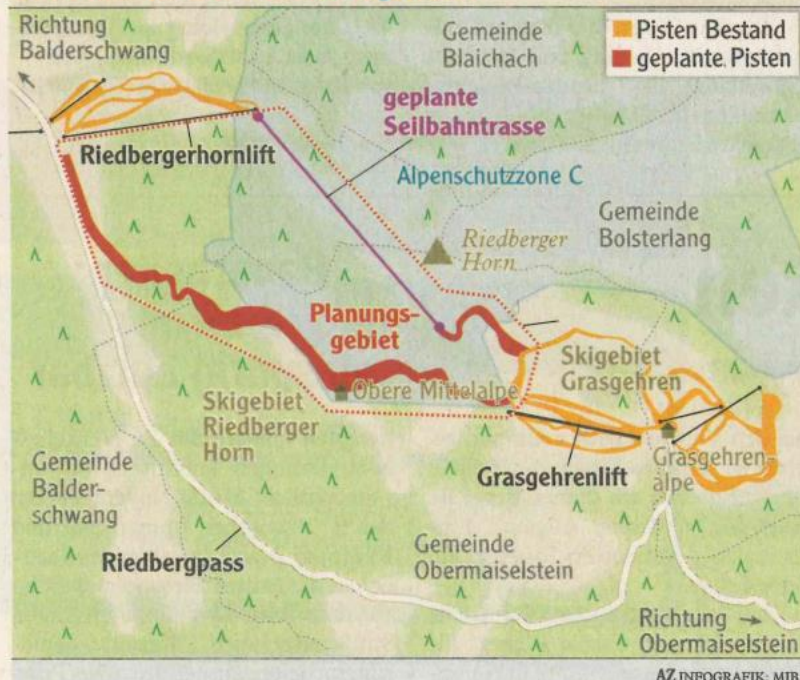 Richtung
Balderschwang
Gemeinde
Blaichach
Pisten Bestand
geplante Pisten
geplante
Seilbahntrasse
Riedbergerhornlift
Alpenschutzzone C
Gemeinde
Bolsterlang
Riedberger
Horn
Planungs-
gebiet
Skigebiet
Grasgehren
Obere Mittelalpe
Skigebiet
Riedberger
Horn
Grasgehrenlift
Grasgehren-
alpe
Gemeinde
Balder-
schwang
Riedbergpass
Gemeinde
Obermaiselstein
Richtung
Obermaiselstein
AZ INFOGRAFIK: MIB